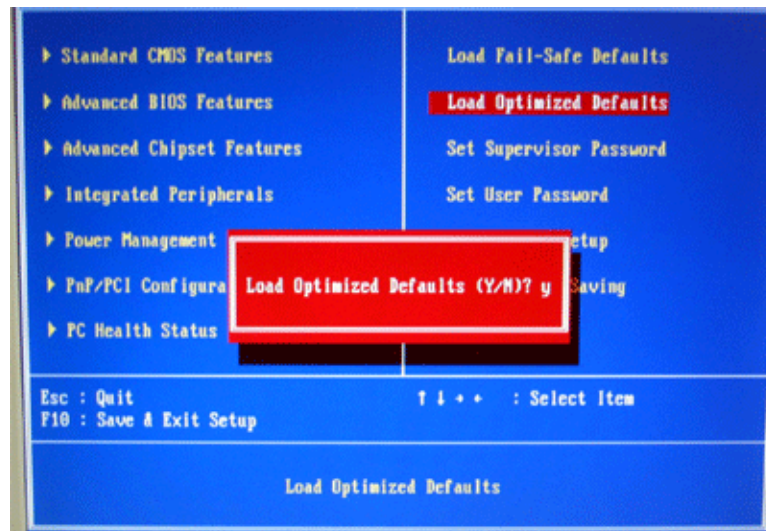 ▸ Standard CMOS Features
▸ Advanced BIOS Features
▸ Advanced Chipset Features
▸ Integrated Peripherals
▸ Power Management
▸ PnP/PCI Configura
▸ PC Health Status
Load Fail-Safe Defaults
Load Optimized Defaults
Set Supervisor Password
Set User Password
etup
Saving
Load Optimized Defaults (Y/N)? y
Esc : Quit
F10 : Save & Exit Setup
↑ ↓ → ← : Select Item
Load Optimized Defaults